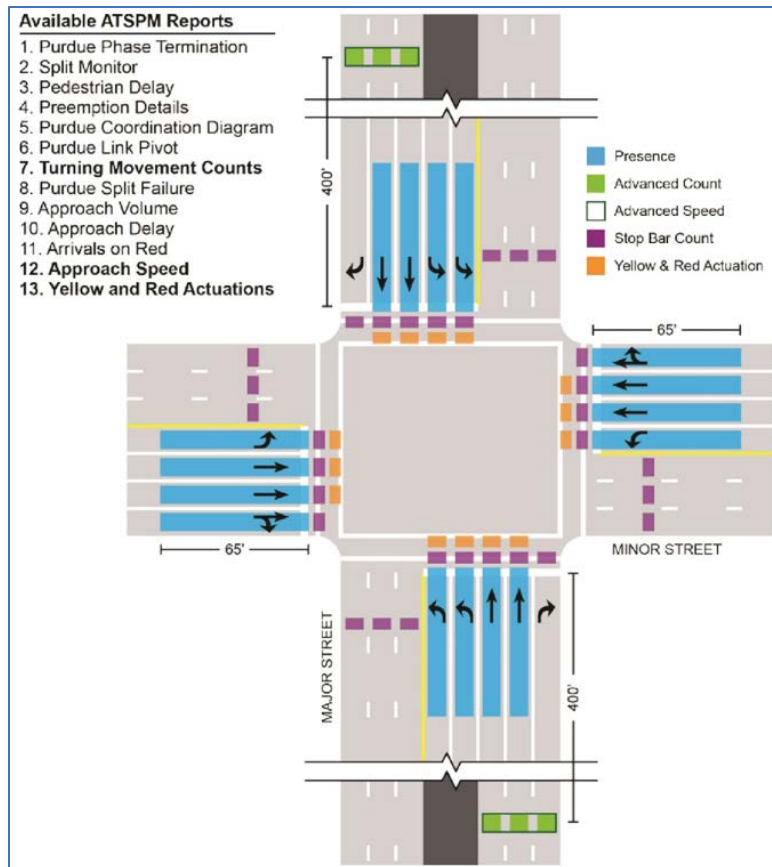 Available ATSPM Reports
1. Purdue Phase Termination
2. Split Monitor
3. Pedestrian Delay
4. Preemption Details
5. Purdue Coordination Diagram
6. Purdue Link Pivot
7. Turning Movement Counts
8. Purdue Split Failure
9. Approach Volume
10. Approach Delay
11. Arrivals on Red
12. Approach Speed
13. Yellow and Red Actuations
400'
Presence
Advanced Count
Advanced Speed
Stop Bar Count
Yellow & Red Actuation
65'
65'
MINOR STREET
MAJOR STREET
400'